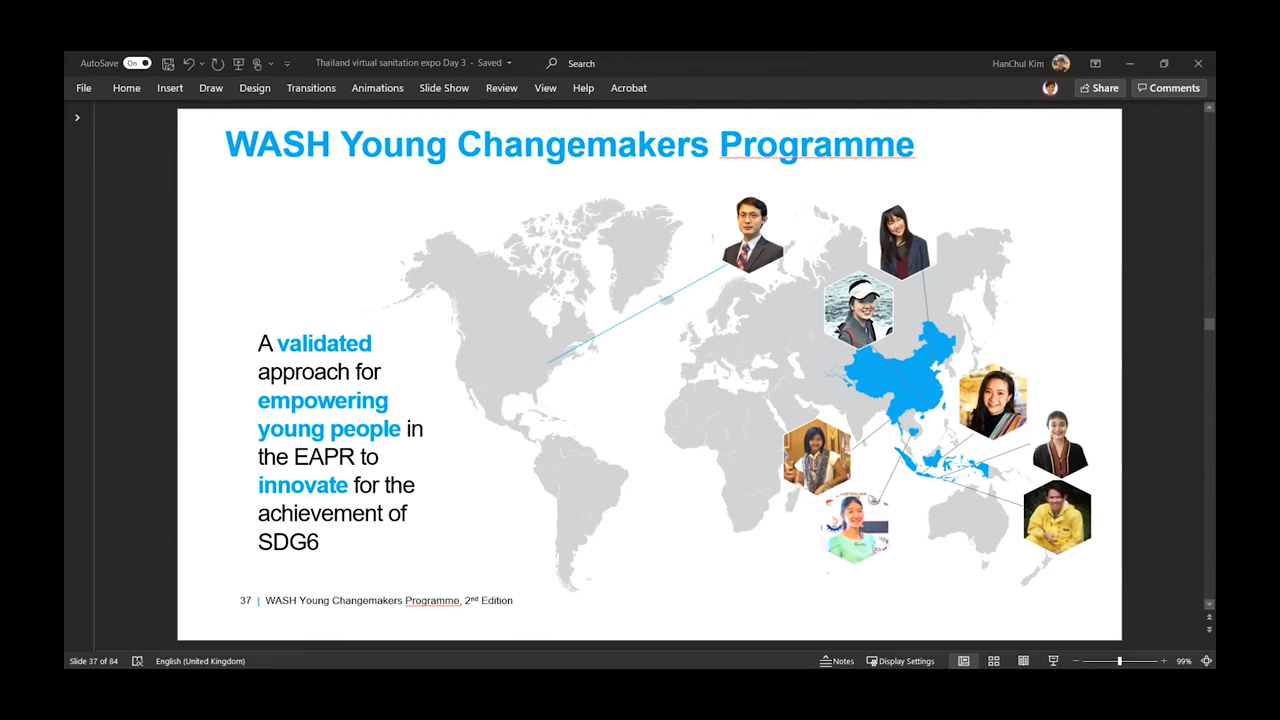 AutoSave On Thailand virtual sanitation expo Day 3 - Saved Search HanChul Kim
File Home Insert Draw Design Transitions Animations Slide Show Review View Help Acrobat Share Comments
WASH Young Changemakers Programme
A validated
approach for
empowering
young people in
the EAPR to
innovate for the
achievement of
SDG6
AUSTRALIAN
37 | WASH Young Changemakers Programme, 2nd Edition
Slide 37 of 84 English (United Kingdom) Notes Display Settings 99%